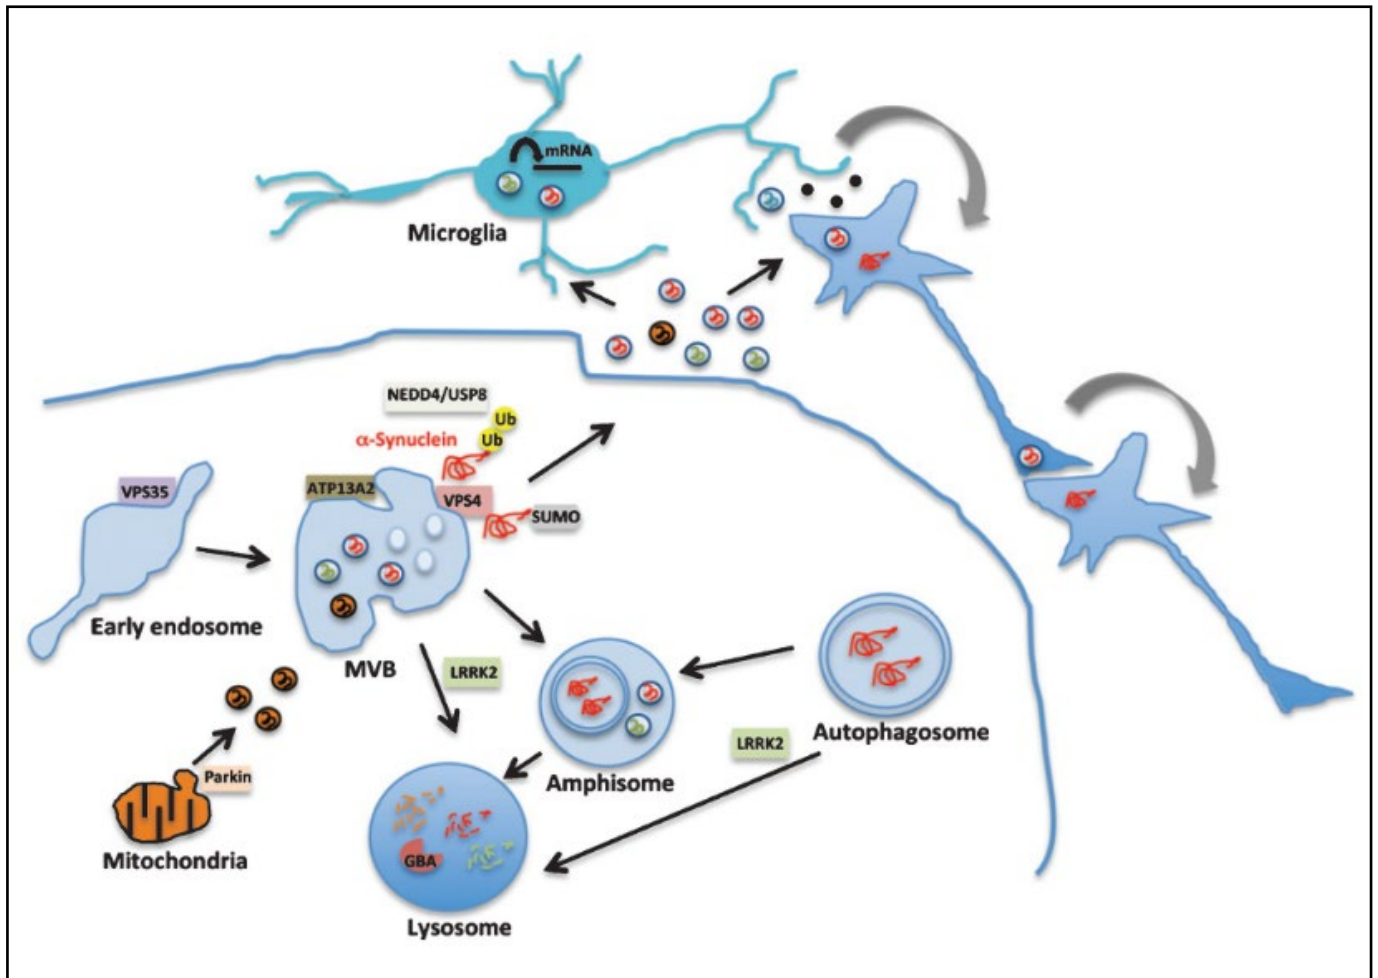 mRNA
Microglia
NEDD4/USP8
Ub
α-Synuclein
Ub
VPS35
ATP13A2
VPS4
SUMO
Early endosome
MVB
LRRK2
Parkin
Mitochondria
Amphisome
Autophagosome
LRRK2
GBA
Lysosome